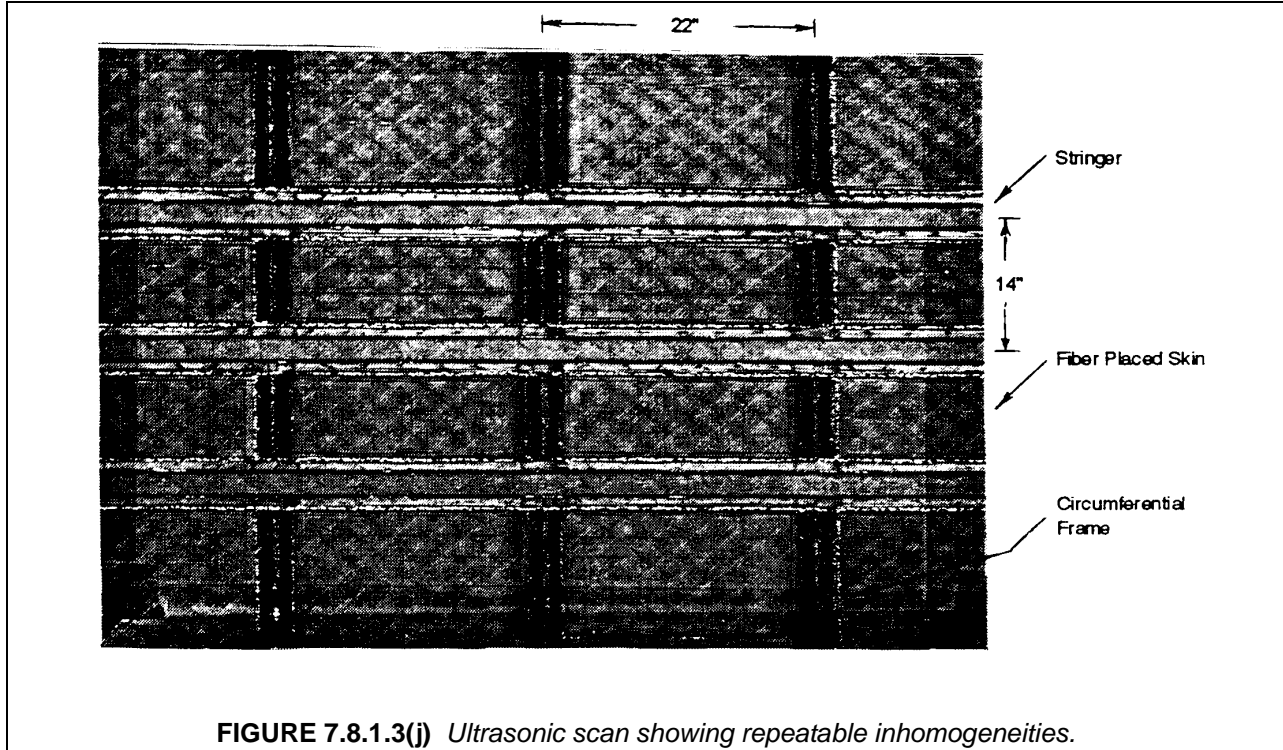 22"
Stringer
14"
Fiber Placed Skin
Circumferential
Frame
FIGURE 7.8.1.3(j) Ultrasonic scan showing repeatable inhomogeneities.